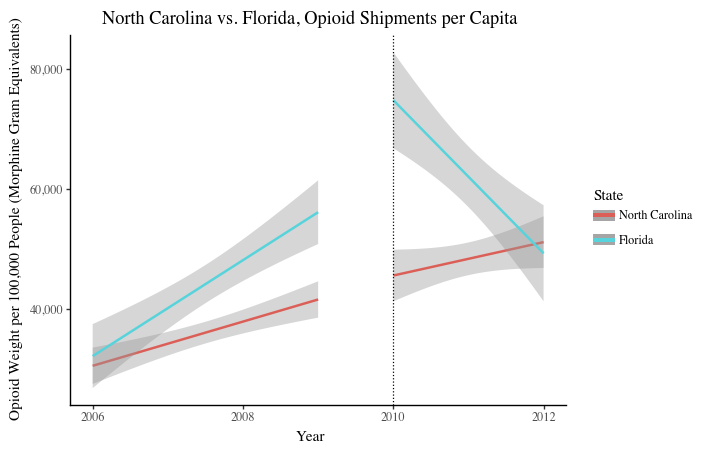 North Carolina vs. Florida, Opioid Shipments per Capita
Opioid Weight per 100,000 People (Morphine Gram Equivalents)
80,000
60,000
40,000
2006
2008
2010
2012
Year
State
North Carolina
Florida